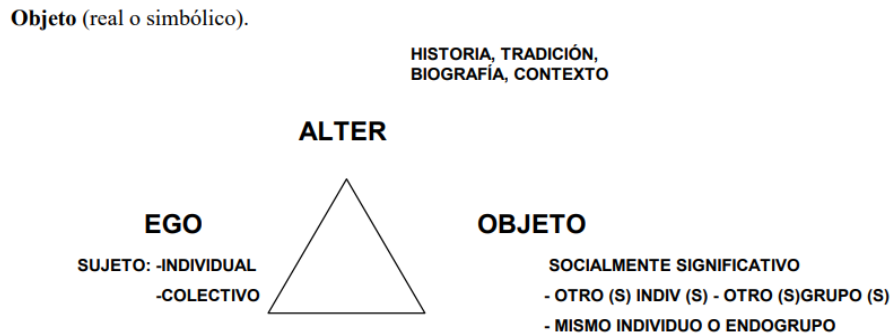 Objeto (real o simbólico).
HISTORIA, TRADICIÓN,
BIOGRAFÍA, CONTEXTO
ALTER
EGO
OBJETO
SUJETO: -INDIVIDUAL
-COLECTIVO
SOCIALMENTE SIGNIFICATIVO
- OTRO (S) INDIV (S) - OTRO (S)GRUPO (S)
- MISMO INDIVIDUO O ENDOGRUPO